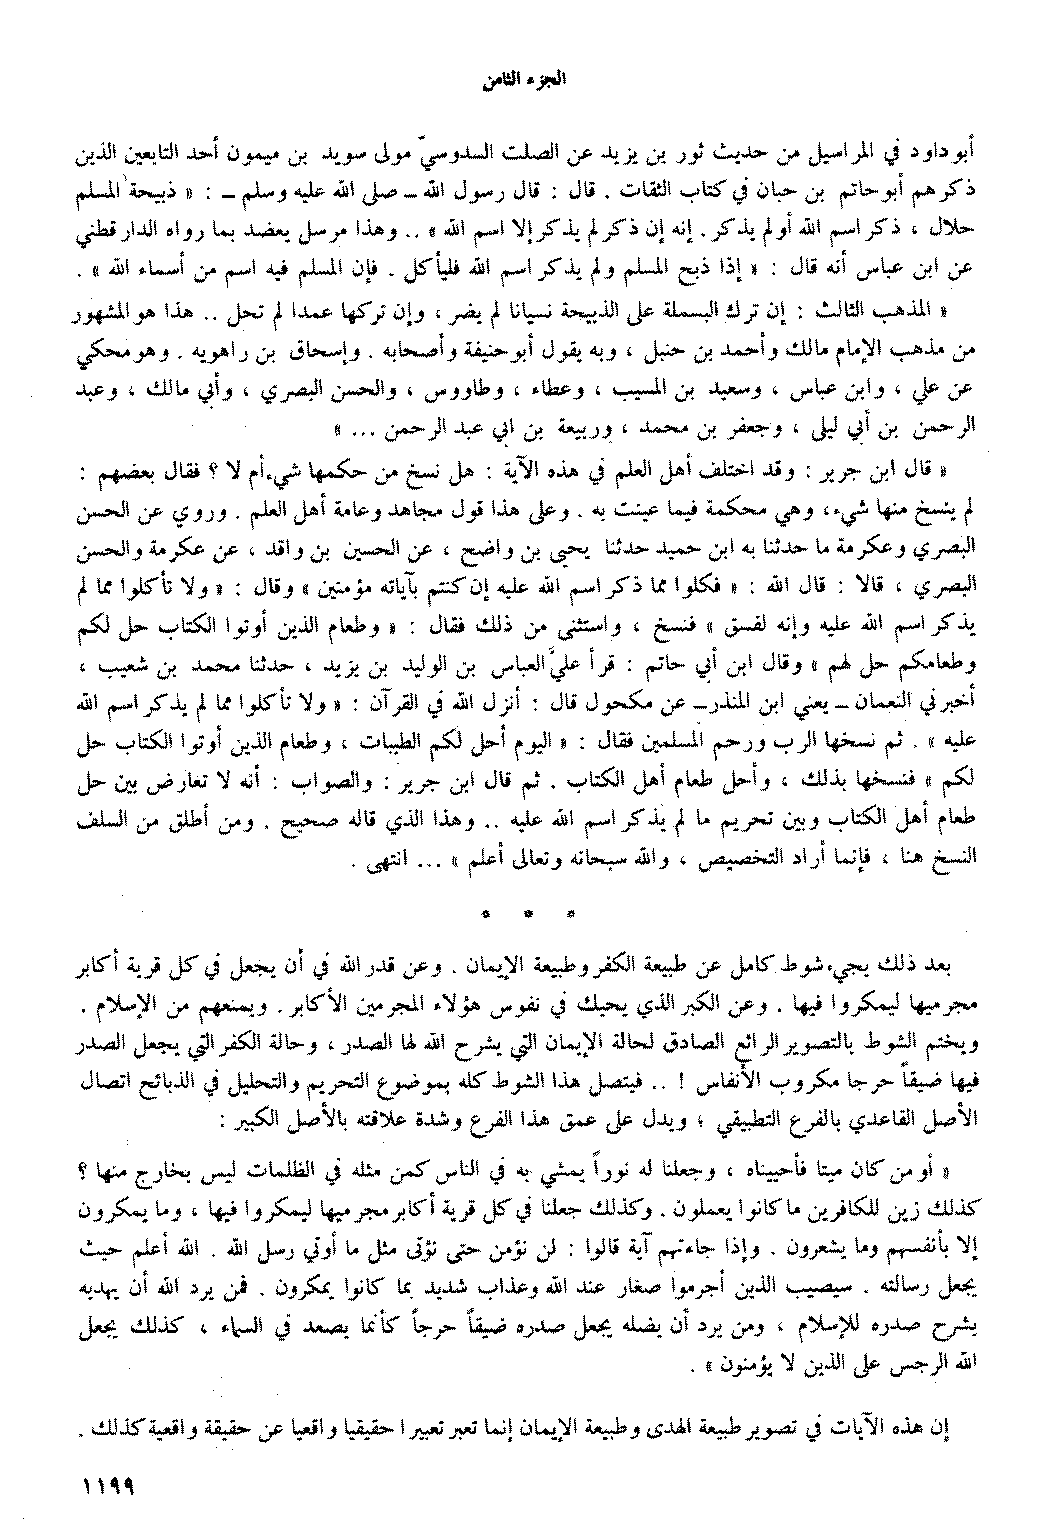 الجزء الثامن
أبو داود في المراسيل من حديث ثور بن يزيد عن الصلت السدوسيّ مولى سويد بن ميمون أحد التابعين الذين
ذكرهم أبو حاتم بن حبان في كتاب الثقات . قال : قال رسول الله ــ صلى الله عليه وسلم ــ : « ذبيحة المسلم
حلال ، ذكر اسم الله أو لم يذكر . إنه إن ذكر لم يذكر إلا اسم الله » .. وهذا مرسل يعضد بما رواه الدارقطني
عن ابن عباس أنه قال : « إذا ذبح المسلم ولم يذكر اسم الله فليأكل . فإن المسلم فيه اسم من أسماء الله » .
« المذهب الثالث : إن ترك البسملة على الذبيحة نسيانا لم يضر ، وإن تركها عمدا لم تحل .. هذا هو المشهور
من مذهب الإمام مالك وأحمد بن حنبل ، وبه يقول أبو حنيفة وأصحابه . وإسحاق بن راهويه . وهو محكي
عن علي ، وابن عباس ، وسعيد بن المسيب ، وعطاء ، وطاووس ، والحسن البصري ، وأبي مالك ، وعبد
الرحمن بن أبي ليلى ، وجعفر بن محمد ، وربيعة بن ابي عبد الرحمن ... »
« قال ابن جرير : وقد اختلف أهل العلم في هذه الآية : هل نسخ من حكمها شيء أم لا ؟ فقال بعضهم :
لم ينسخ منها شيء ، وهي محكمة فيما عينت به . وعلى هذا قول مجاهد وعامة أهل العلم . وروي عن الحسن
البصري وعكرمة ما حدثنا به ابن حميد حدثنا يحيى بن واضح ، عن الحسين بن واقد ، عن عكرمة والحسن
البصري ، قالا : قال الله : « فكلوا مما ذكر اسم الله عليه إن كنتم بآياته مؤمنين » وقال : « ولا تأكلوا مما لم
يذكر اسم الله عليه وإنه لفسق » فنسخ ، واستثنى من ذلك فقال : « وطعام الذين أوتوا الكتاب حل لكم
وطعامكم حل لهم » وقال ابن أبي حاتم : قرأ عليّ العباس بن الوليد بن يزيد ، حدثنا محمد بن شعيب ،
أخبرني النعمان ــ يعني ابن المنذر ــ عن مكحول قال : أنزل الله في القرآن : « ولا تأكلوا مما لم يذكر اسم الله
عليه » . ثم نسخها الرب ورحم المسلمين فقال : « اليوم أحل لكم الطيبات ، وطعام الذين أوتوا الكتاب حل
لكم » فنسخها بذلك ، وأحل طعام أهل الكتاب . ثم قال ابن جرير : والصواب : أنه لا تعارض بين حل
طعام أهل الكتاب وبين تحريم ما لم يذكر اسم الله عليه .. وهذا الذي قاله صحيح . ومن أطلق من السلف
النسخ هنا ، فإنما أراد التخصيص ، والله سبحانه وتعالى أعلم » ... انتهى .
* * *
بعد ذلك يجيء شوط كامل عن طبيعة الكفر وطبيعة الإيمان . وعن قدر الله في أن يجعل في كل قرية أكابر
مجرميها ليمكروا فيها . وعن الكبر الذي يحيك في نفوس هؤلاء المجرمين الأكابر . ويمنعهم من الإسلام .
ويختم الشوط بالتصوير الرائع الصادق لحالة الإيمان التي يشرح الله لها الصدر ، وحالة الكفر التي يجعل الصدر
فيها ضيقاً حرجا مكروب الأنفاس ! .. فيتصل هذا الشوط كله بموضوع التحريم والتحليل في الذبائح اتصال
الأصل القاعدي بالفرع التطبيقي ؛ ويدل على عمق هذا الفرع وشدة علاقته بالأصل الكبير :
« أو من كان ميتا فأحييناه ، وجعلنا له نوراً يمشي به في الناس كمن مثله في الظلمات ليس بخارج منها ؟
كذلك زين للكافرين ما كانوا يعملون . وكذلك جعلنا في كل قرية أكابر مجرميها ليمكروا فيها ، وما يمكرون
إلا بأنفسهم وما يشعرون . وإذا جاءتهم آية قالوا : لن نؤمن حتى نؤتى مثل ما أوتي رسل الله . الله أعلم حيث
يجعل رسالته . سيصيب الذين أجرموا صغار عند الله وعذاب شديد بما كانوا يمكرون . فمن يرد الله أن يهديه
يشرح صدره للإسلام ، ومن يرد أن يضله يجعل صدره ضيقاً حرجاً كأنما يصعد في السماء ، كذلك يجعل
الله الرجس على الذين لا يؤمنون » .
إن هذه الآيات في تصوير طبيعة الهدى وطبيعة الإيمان إنما تعبر تعبيرا حقيقيا واقعيا عن حقيقة واقعية كذلك .
١١٩٩